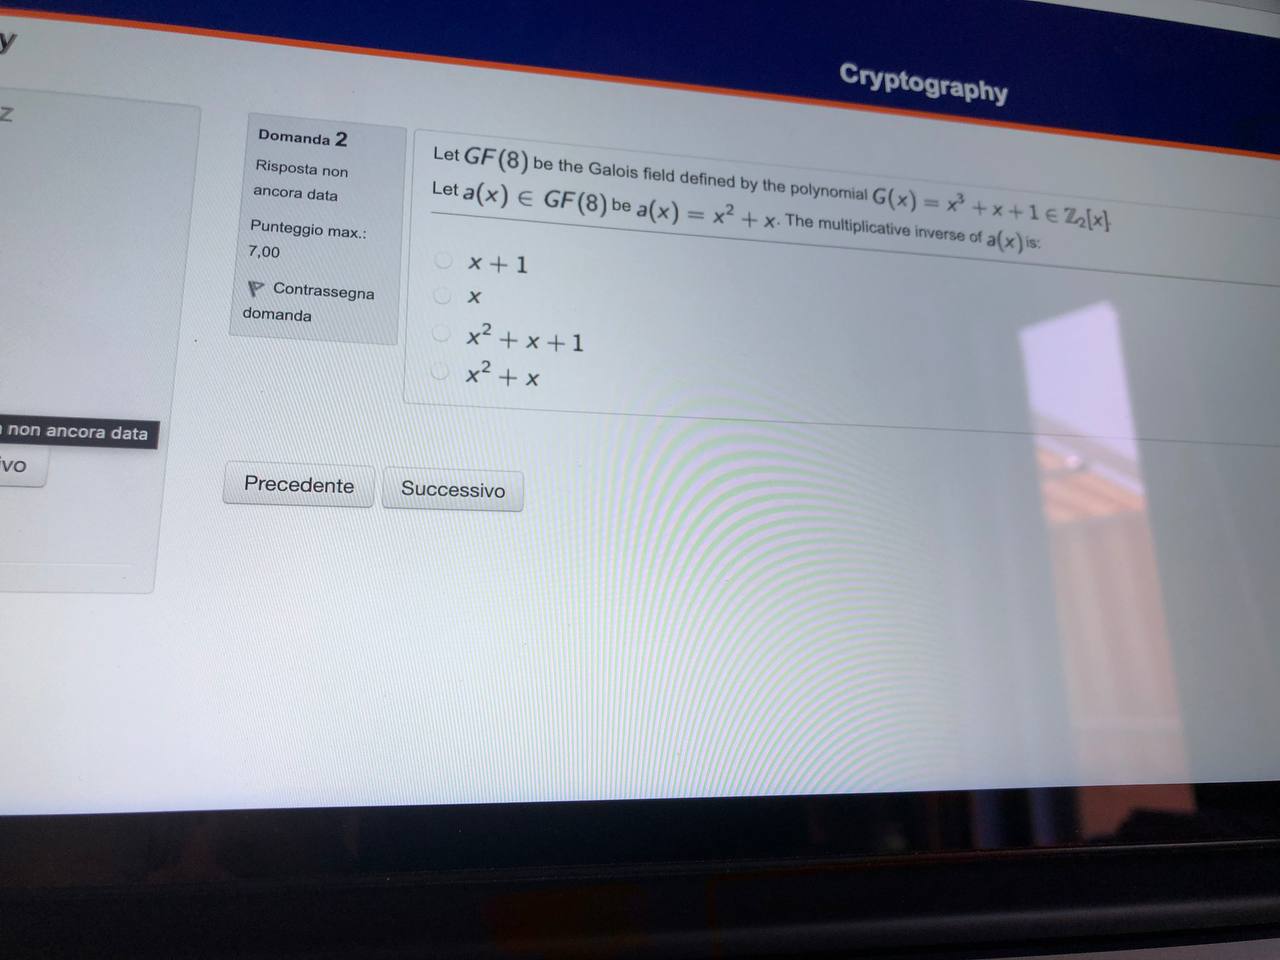 y
Cryptography
z
Domanda 2
Risposta non
ancora data
Punteggio max.:
7,00
Contrassegna
domanda
Let GF(8) be the Galois field defined by the polynomial G(x) = x³ + x + 1 ∈ ℤ₂[x]
Let a(x) ∈ GF(8) be a(x) = x² + x. The multiplicative inverse of a(x) is:
x + 1
x
x² + x + 1
x² + x
non ancora data
ivo
Precedente
Successivo